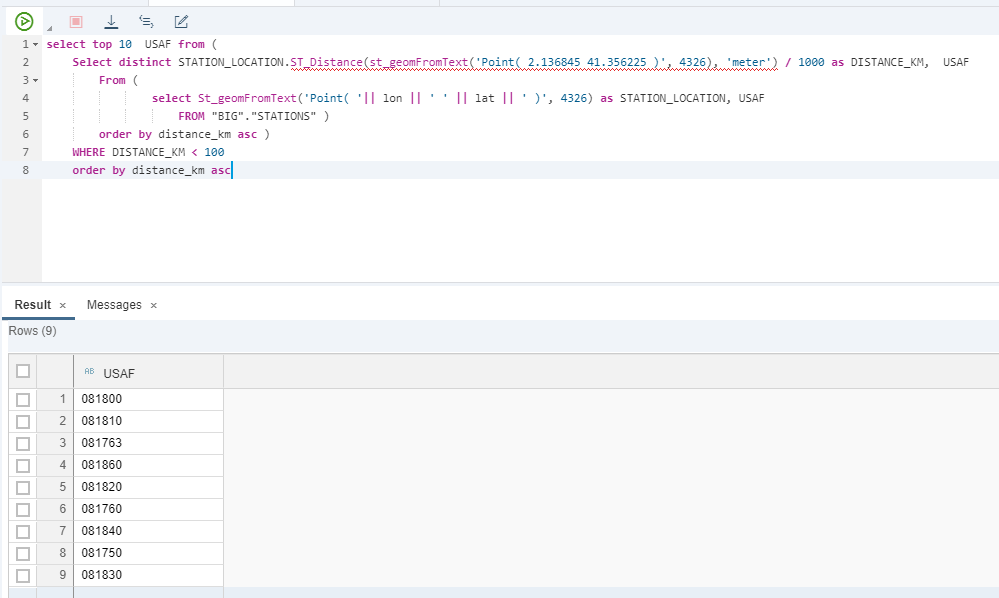 1 select top 10  USAF from (
2 Select distinct STATION_LOCATION.ST_Distance(st_geomFromText('Point( 2.136845 41.356225 )', 4326), 'meter') / 1000 as DISTANCE_KM,  USAF
3 From (
4 select St_geomFromText('Point( '|| lon || ' ' || lat || ' )', 4326) as STATION_LOCATION, USAF
5 FROM "BIG"."STATIONS" )
6 order by distance_km asc )
7 WHERE DISTANCE_KM < 100
8 order by distance_km asc
Result × Messages ×
Rows (9)
AB USAF
1 081800
2 081810
3 081763
4 081860
5 081820
6 081760
7 081840
8 081750
9 081830